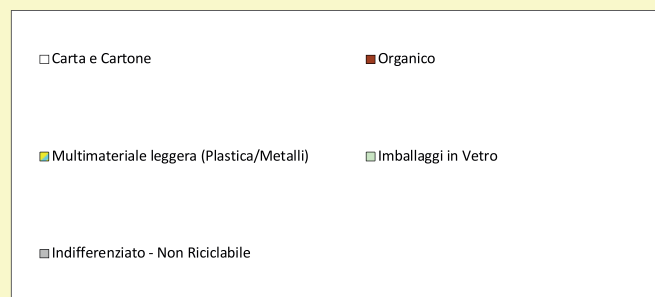 Carta e Cartone
Organico
Multimateriale leggera (Plastica/Metalli)
Imballaggi in Vetro
Indifferenziato - Non Riciclabile